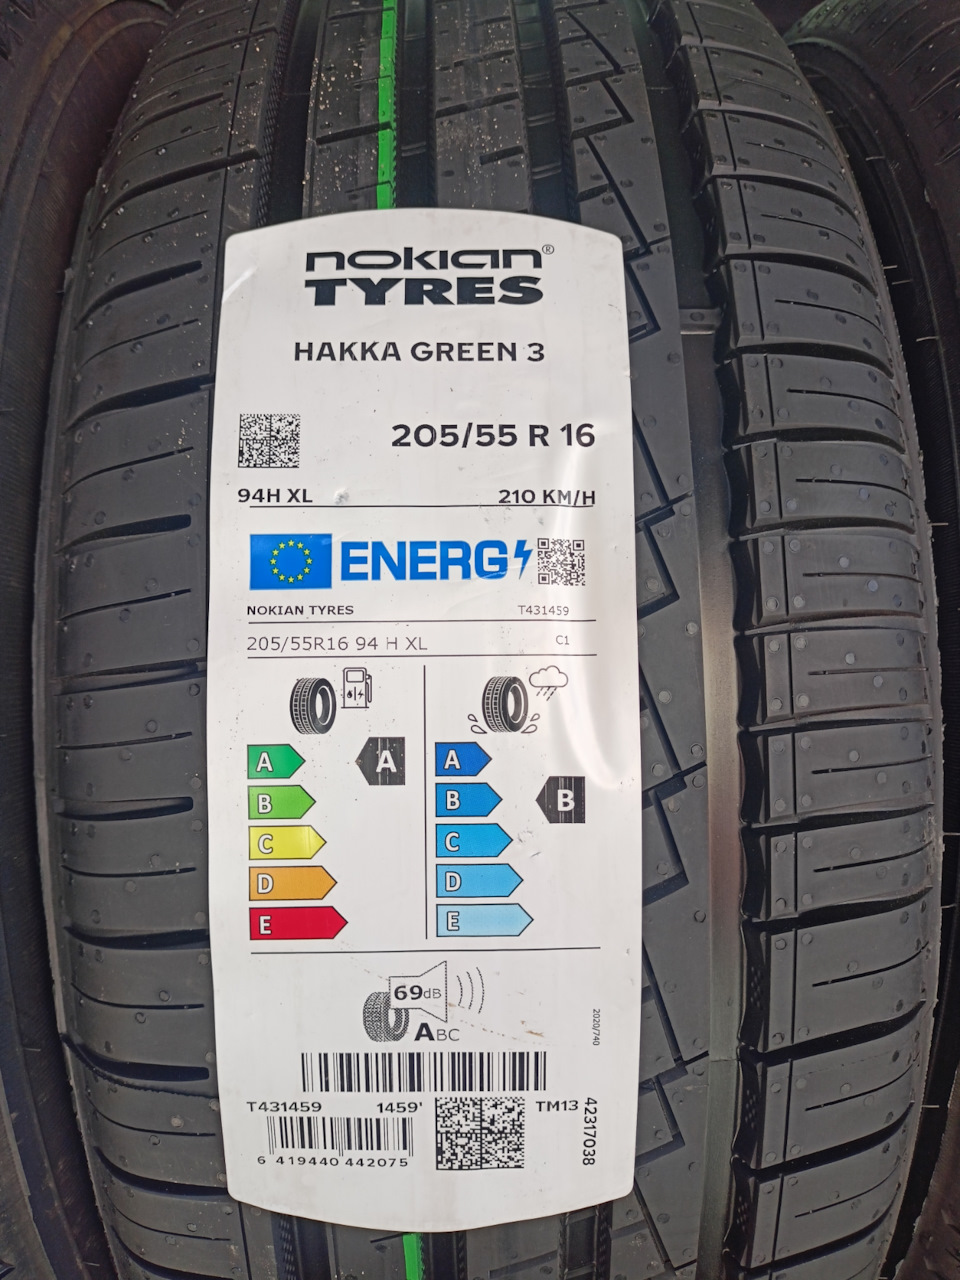 nokian®
TYRES
HAKKA GREEN 3
205/55 R 16
94H XL 210 KM/H
ENERG
NOKIAN TYRES T431459
205/55R16 94 H XL C1
A A A
B B B
C C
D D
E E
69dB
ABC
2020/740
T431459 1459' TM13
42317038
6 419440 442075